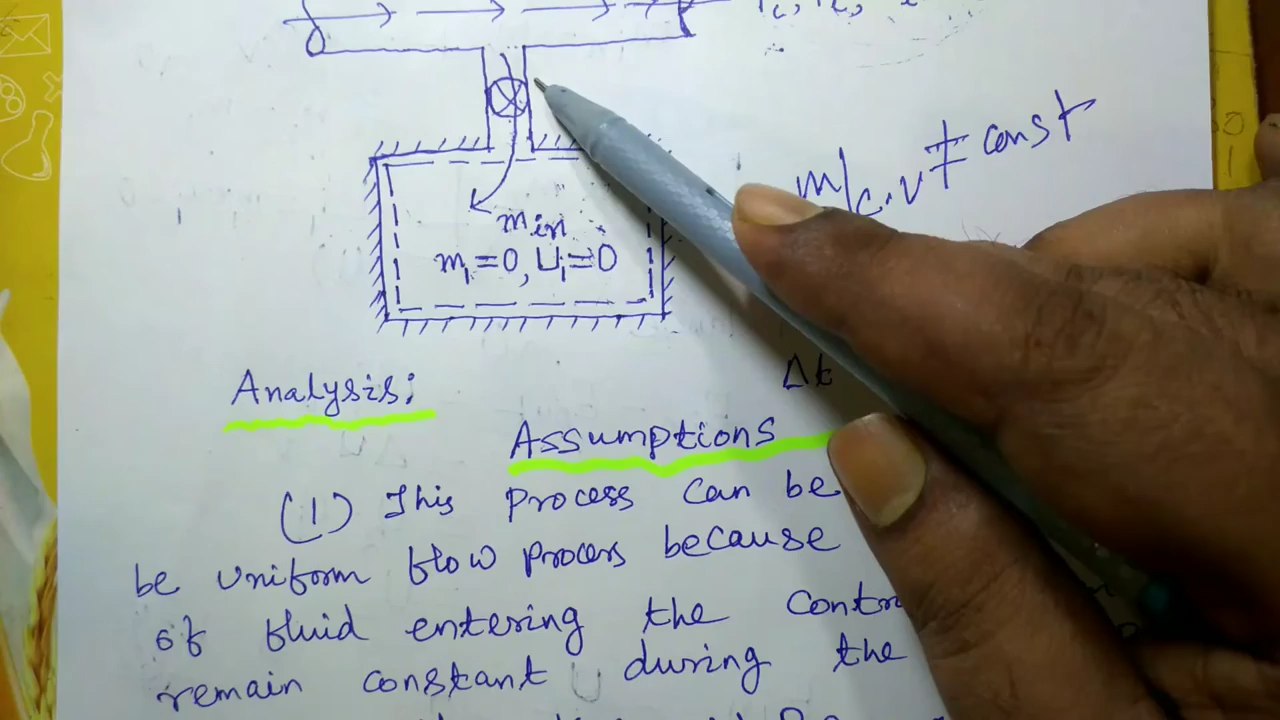 m/c.v ≠ const
min
m₁=0, U₁=0
Analysis:
Δt
Assumptions
(1) This process can be
be uniform flow process because
of fluid entering the contr
remain constant during the